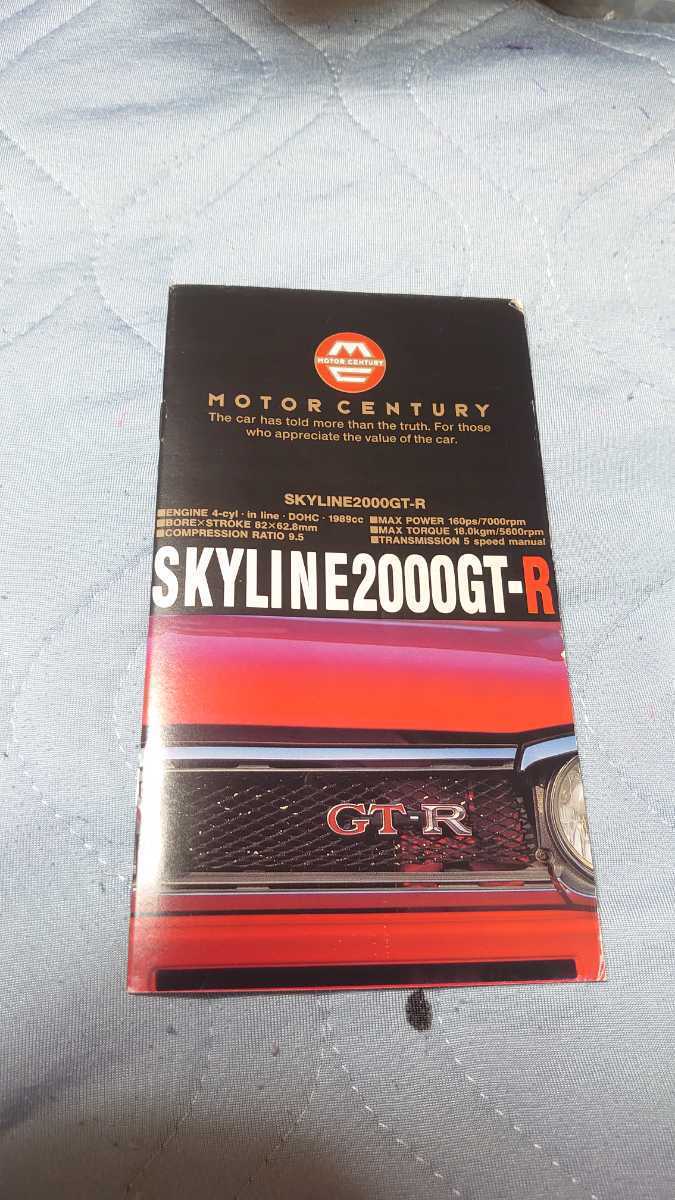 MOTOR CENTURY
MOTOR CENTURY
The car has told more than the truth. For those
who appreciate the value of the car.
SKYLINE2000GT-R
■ENGINE 4-cyl・in line・DOHC・1989cc
■BORE×STROKE 82×62.8mm
■COMPRESSION RATIO 9.5
■MAX POWER 160ps/7000rpm
■MAX TORQUE 18.0kgm/5600rpm
■TRANSMISSION 5 speed manual
SKYLINE2000GT-R
GT-R